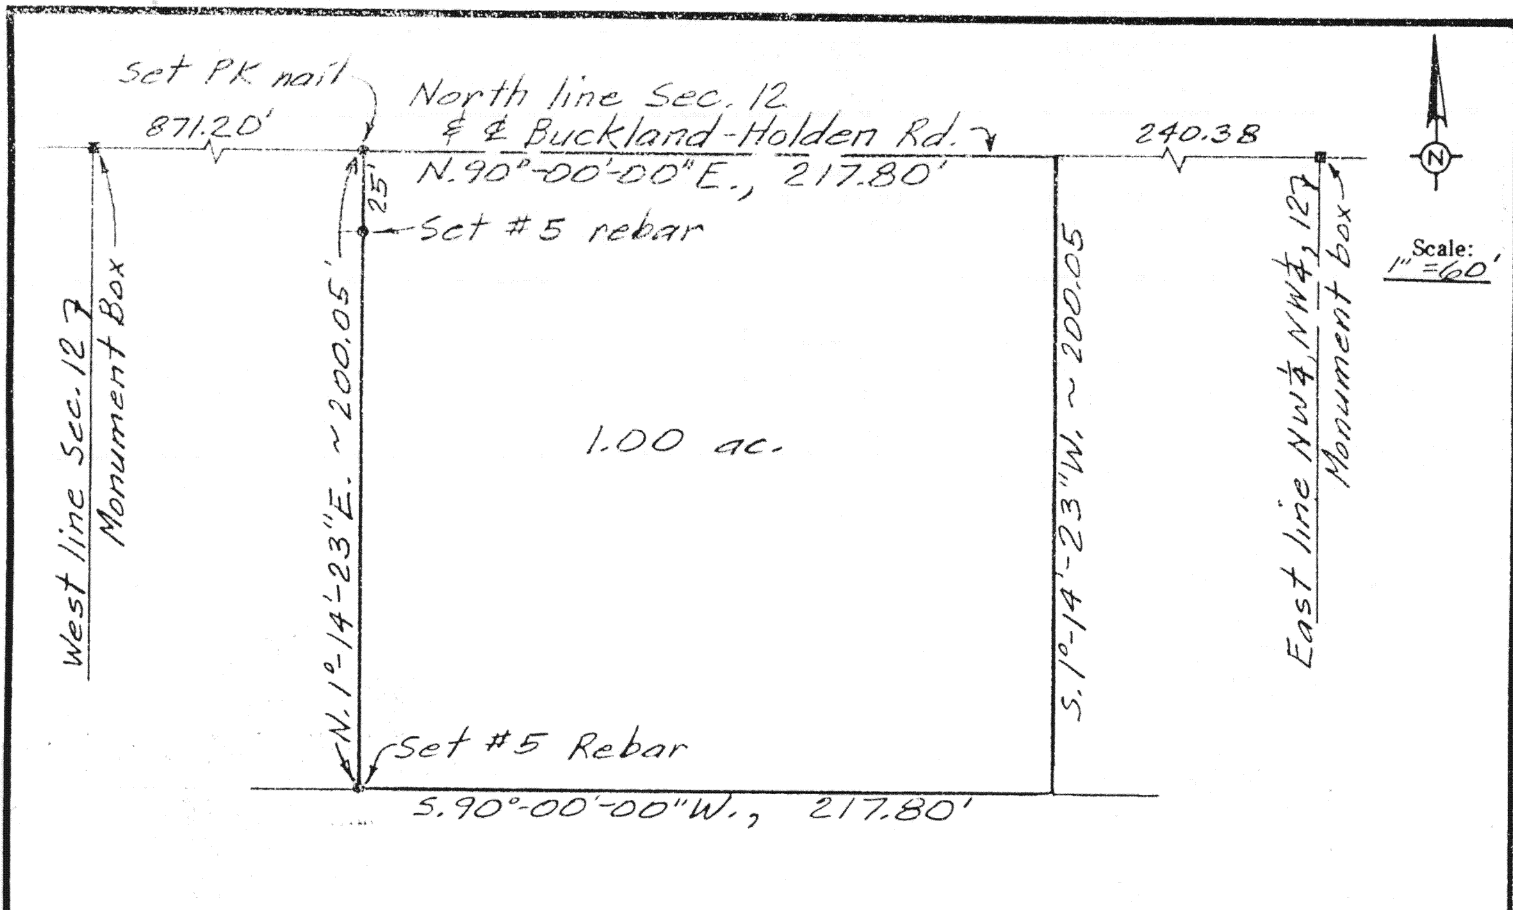 Set PK nail
North line Sec. 12
871.20'
& ℄ Buckland-Holden Rd.
240.38
N.90°-00'-00"E., 217.80'
25'
Set #5 rebar
N
Scale:
1"=60'
West line Sec. 12
Monument Box
N. 1°-14'-23"E. ~ 200.05'
1.00 ac.
S. 1°-14'-23"W. ~ 200.05
East line NW¼, NW¼, 12
Monument box
Set #5 Rebar
S.90°-00'-00"W., 217.80'